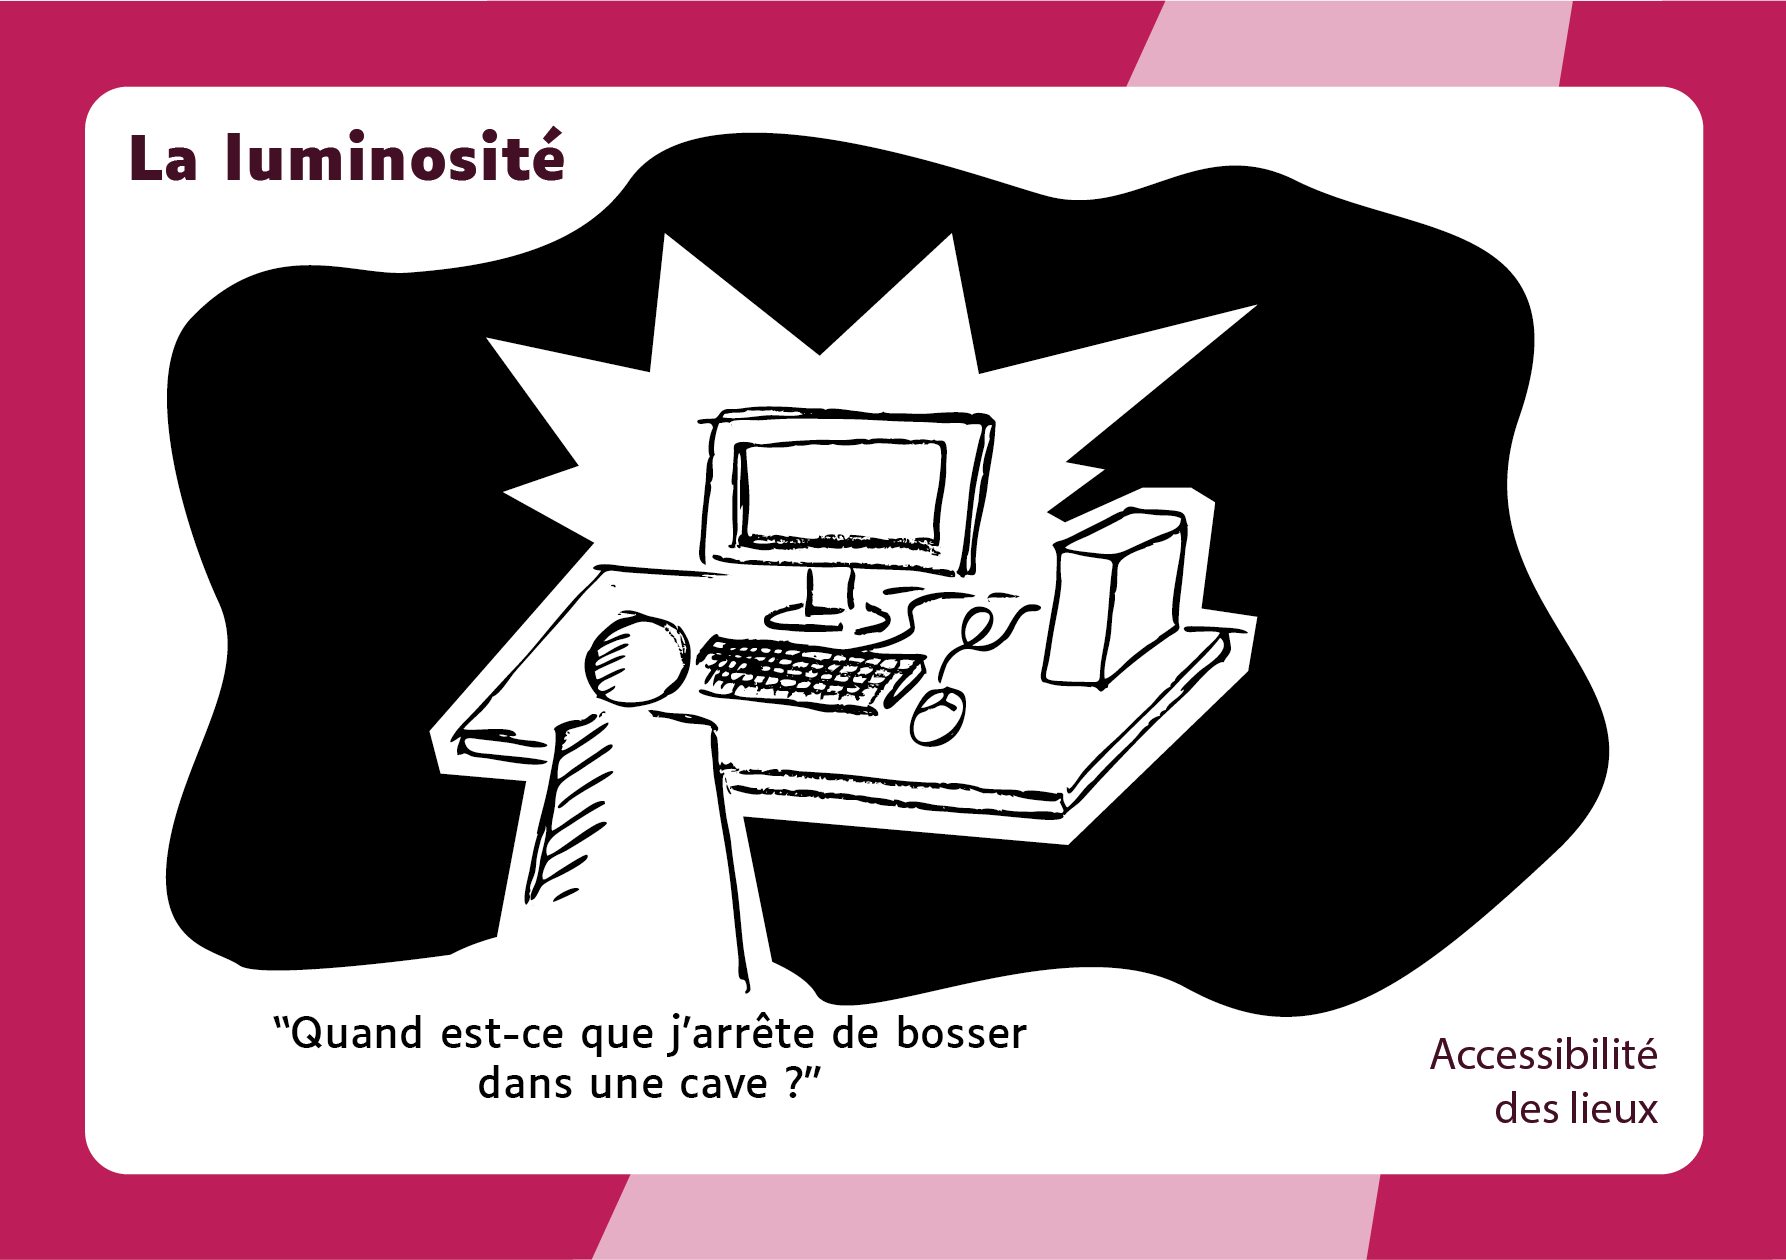 La luminosité
“Quand est-ce que j’arrête de bosser
dans une cave ?”
Accessibilité
des lieux